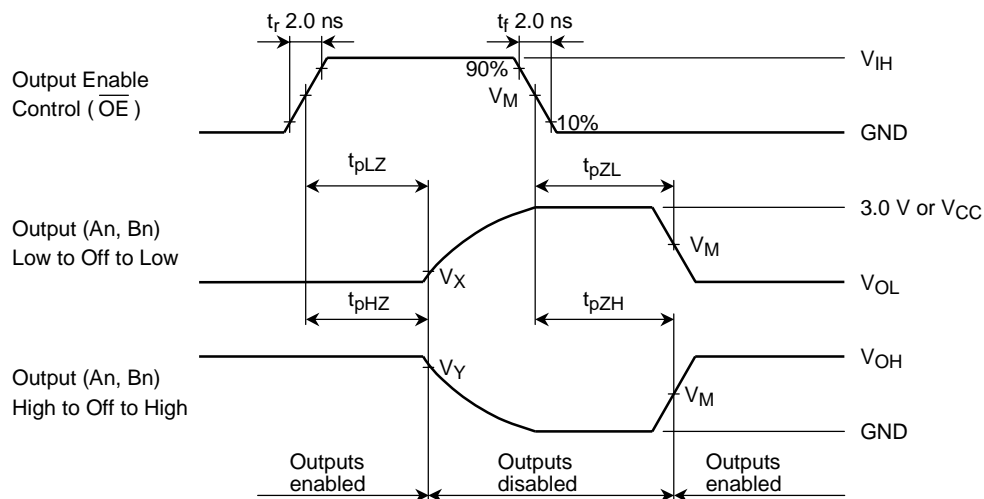 tr 2.0 ns
tf 2.0 ns
VIH
90%
Output Enable
Control ( OE )
VM
10%
GND
tpLZ
tpZL
3.0 V or VCC
Output (An, Bn)
Low to Off to Low
VM
VX
VOL
tpHZ
tpZH
VOH
VY
Output (An, Bn)
High to Off to High
VM
GND
Outputs
enabled
Outputs
disabled
Outputs
enabled